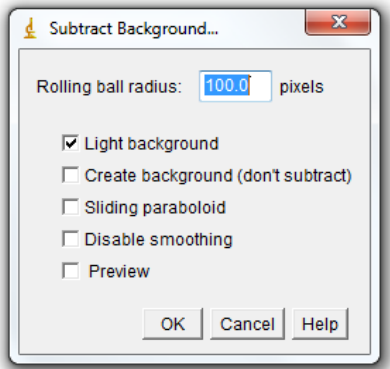 Subtract Background...
Rolling ball radius: 100.0 pixels
Light background
Create background (don't subtract)
Sliding paraboloid
Disable smoothing
Preview
OK Cancel Help